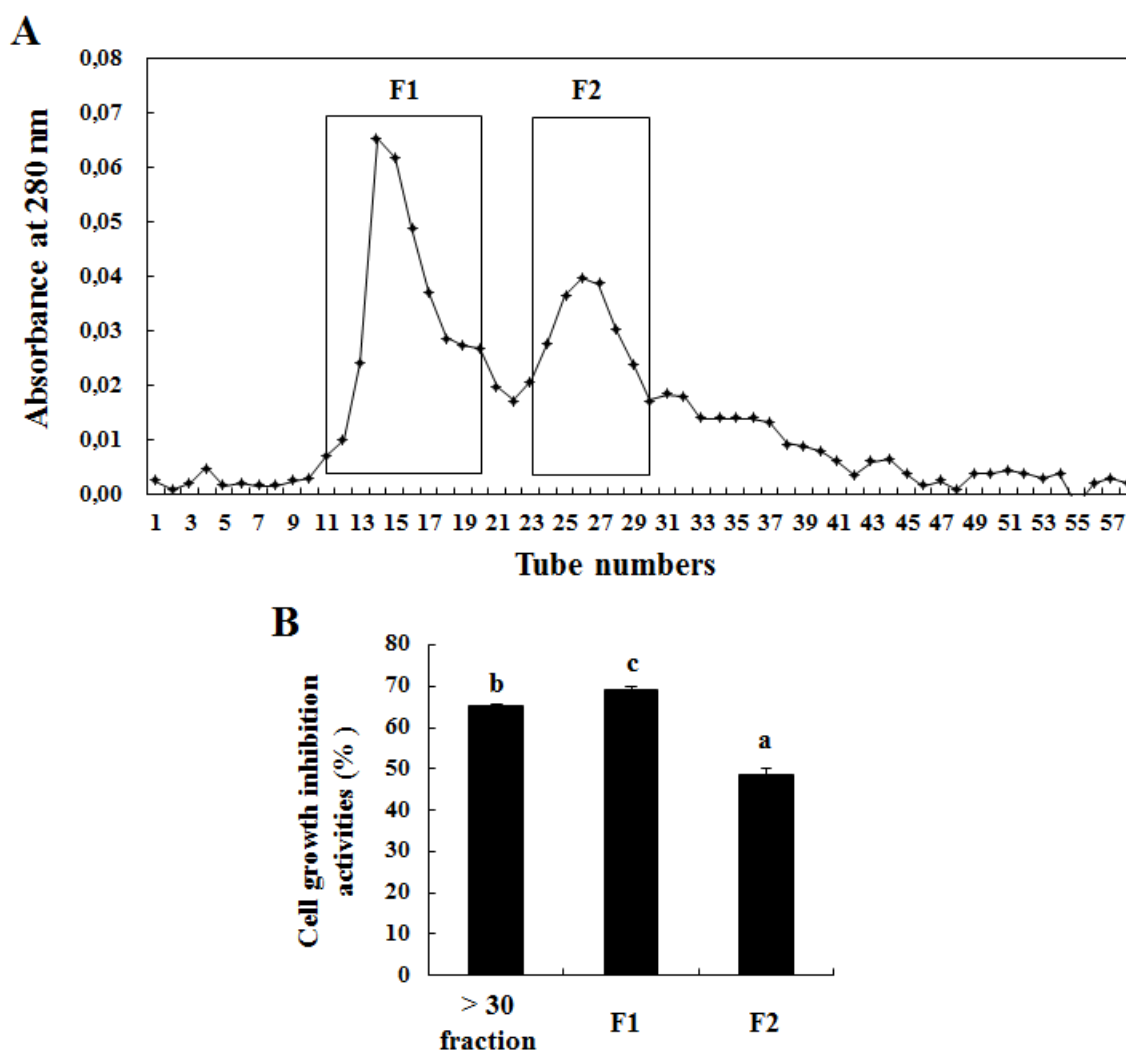 A
0,08
0,07
0,06
0,05
0,04
0,03
0,02
0,01
0,00
Absorbance at 280 nm
F1
F2
1 3 5 7 9 11 13 15 17 19 21 23 25 27 29 31 33 35 37 39 41 43 45 47 49 51 53 55 57
Tube numbers
B
80
70
60
50
40
30
20
10
0
Cell growth inhibition
activities (%)
b
c
a
> 30
fraction
F1
F2